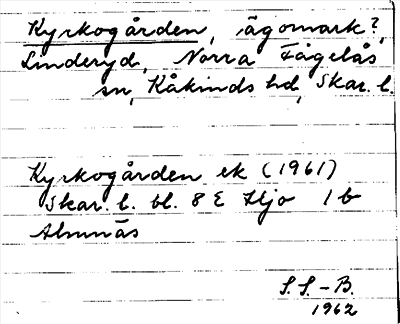 Kyrkogården, ägomark?,
Linderyd, Norra Fågelås
sn, Kåkinds hd, Skar. l.
Kyrkogården ek (1961)
Skar. l. bl. 8 E Hjo 1 b
Almnäs
S.S.-B.
1962